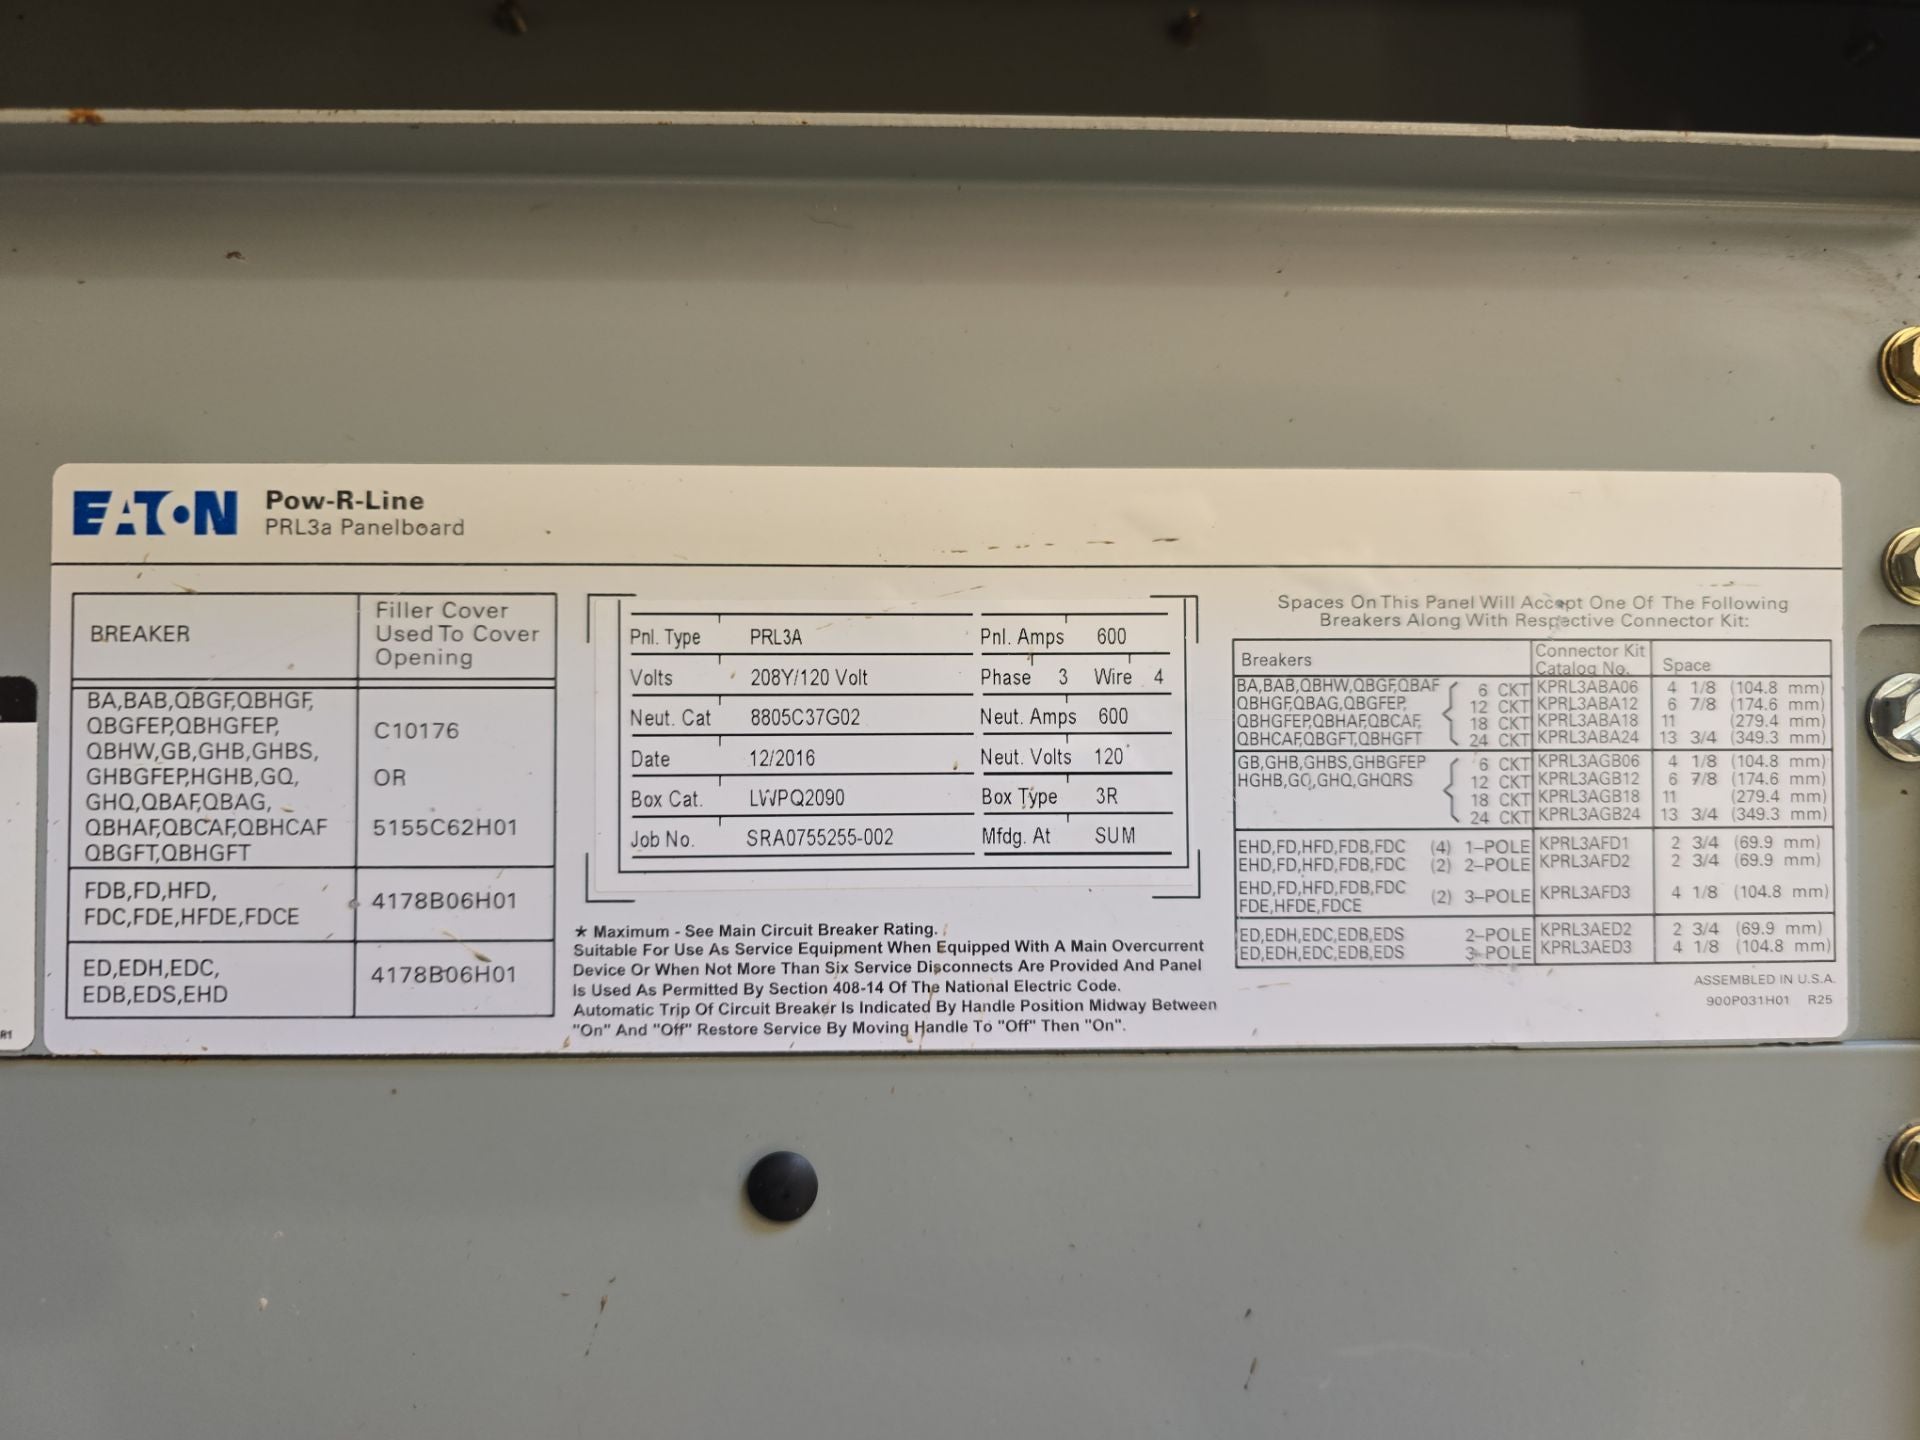 EATON Pow-R-Line
PRL3a Panelboard
BREAKER
Filler Cover
Used To Cover
Opening
BA,BAB,QBGF,QBHGF,
QBGFEP,QBHGFEP,
QBHW,GB,GHB,GHBS,
GHBGFEP,HGHB,GQ,
GHQ,QBAF,QBAG,
QBHAF,QBCAF,QBHCAF
QBGFT,QBHGFT
C10176
OR
5155C62H01
FDB,FD,HFD,
FDC,FDE,HFDE,FDCE
4178B06H01
ED,EDH,EDC,
EDB,EDS,EHD
4178B06H01
R1
Pnl. Type PRL3A Pnl. Amps 600
Volts 208Y/120 Volt Phase 3 Wire 4
Neut. Cat 8805C37G02 Neut. Amps 600
Date 12/2016 Neut. Volts 120
Box Cat. LWPQ2090 Box Type 3R
Job No. SRA0755255-002 Mfdg. At SUM
* Maximum - See Main Circuit Breaker Rating.
Suitable For Use As Service Equipment When Equipped With A Main Overcurrent
Device Or When Not More Than Six Service Disconnects Are Provided And Panel
Is Used As Permitted By Section 408-14 Of The National Electric Code.
Automatic Trip Of Circuit Breaker Is Indicated By Handle Position Midway Between
"On" And "Off" Restore Service By Moving Handle To "Off" Then "On".
Spaces On This Panel Will Accept One Of The Following
Breakers Along With Respective Connector Kit:
Breakers
Connector Kit
Catalog No.
Space
BA,BAB,QBHW,QBGF,QBAF 6 CKT KPRL3ABA06 4 1/8 (104.8 mm)
QBHGF,QBAG,QBGFEP, 12 CKT KPRL3ABA12 6 7/8 (174.6 mm)
QBHGFEP,QBHAF,QBCAF, 18 CKT KPRL3ABA18 11 (279.4 mm)
QBHCAF,QBGFT,QBHGFT 24 CKT KPRL3ABA24 13 3/4 (349.3 mm)
GB,GHB,GHBS,GHBGFEP 6 CKT KPRL3AGB06 4 1/8 (104.8 mm)
HGHB,GQ,GHQ,GHQRS 12 CKT KPRL3AGB12 6 7/8 (174.6 mm)
18 CKT KPRL3AGB18 11 (279.4 mm)
24 CKT KPRL3AGB24 13 3/4 (349.3 mm)
EHD,FD,HFD,FDB,FDC (4) 1-POLE KPRL3AFD1 2 3/4 (69.9 mm)
EHD,FD,HFD,FDB,FDC (2) 2-POLE KPRL3AFD2 2 3/4 (69.9 mm)
EHD,FD,HFD,FDB,FDC
FDE,HFDE,FDCE (2) 3-POLE KPRL3AFD3 4 1/8 (104.8 mm)
ED,EDH,EDC,EDB,EDS 2-POLE KPRL3AED2 2 3/4 (69.9 mm)
ED,EDH,EDC,EDB,EDS 3-POLE KPRL3AED3 4 1/8 (104.8 mm)
ASSEMBLED IN U.S.A.
900P031H01 R25